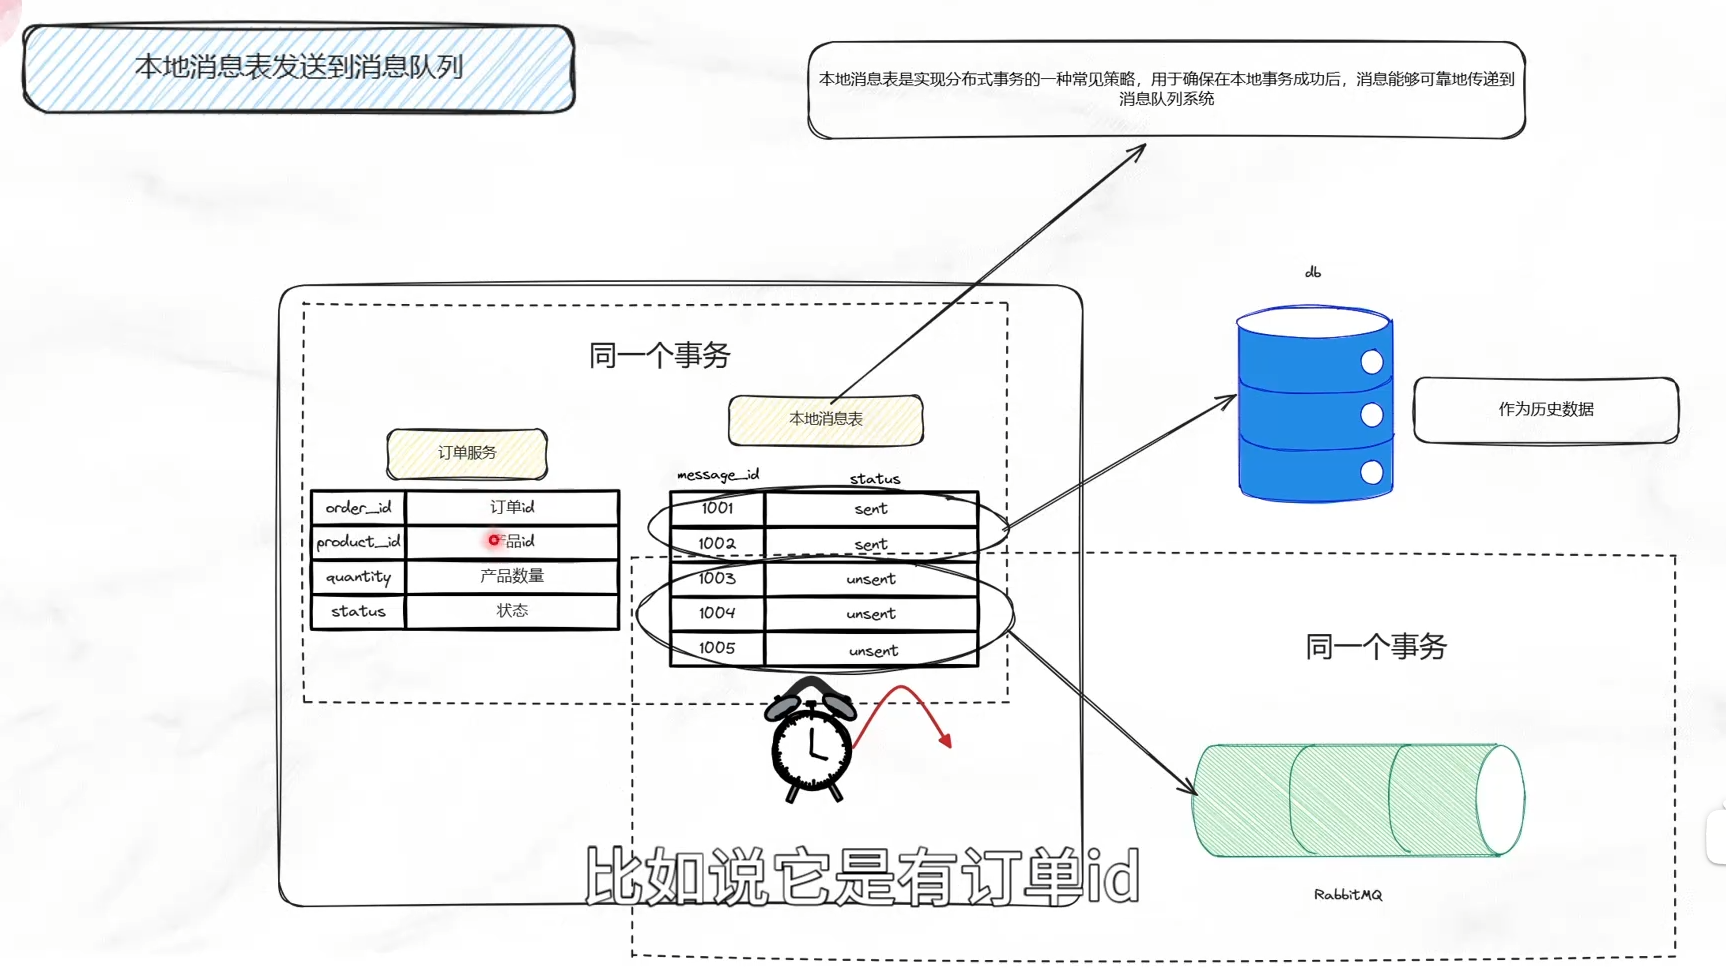 本地消息表发送到消息队列
本地消息表是实现分布式事务的一种常见策略，用于确保在本地事务成功后，消息能够可靠地传递到
消息队列系统
db
作为历史数据
同一个事务
本地消息表
订单服务
message_id status
order_id 订单id
product_id 产品id
quantity 产品数量
status 状态
1001 sent
1002 sent
1003 unsent
1004 unsent
1005 unsent
同一个事务
RabbitMQ
比如说它是有订单id